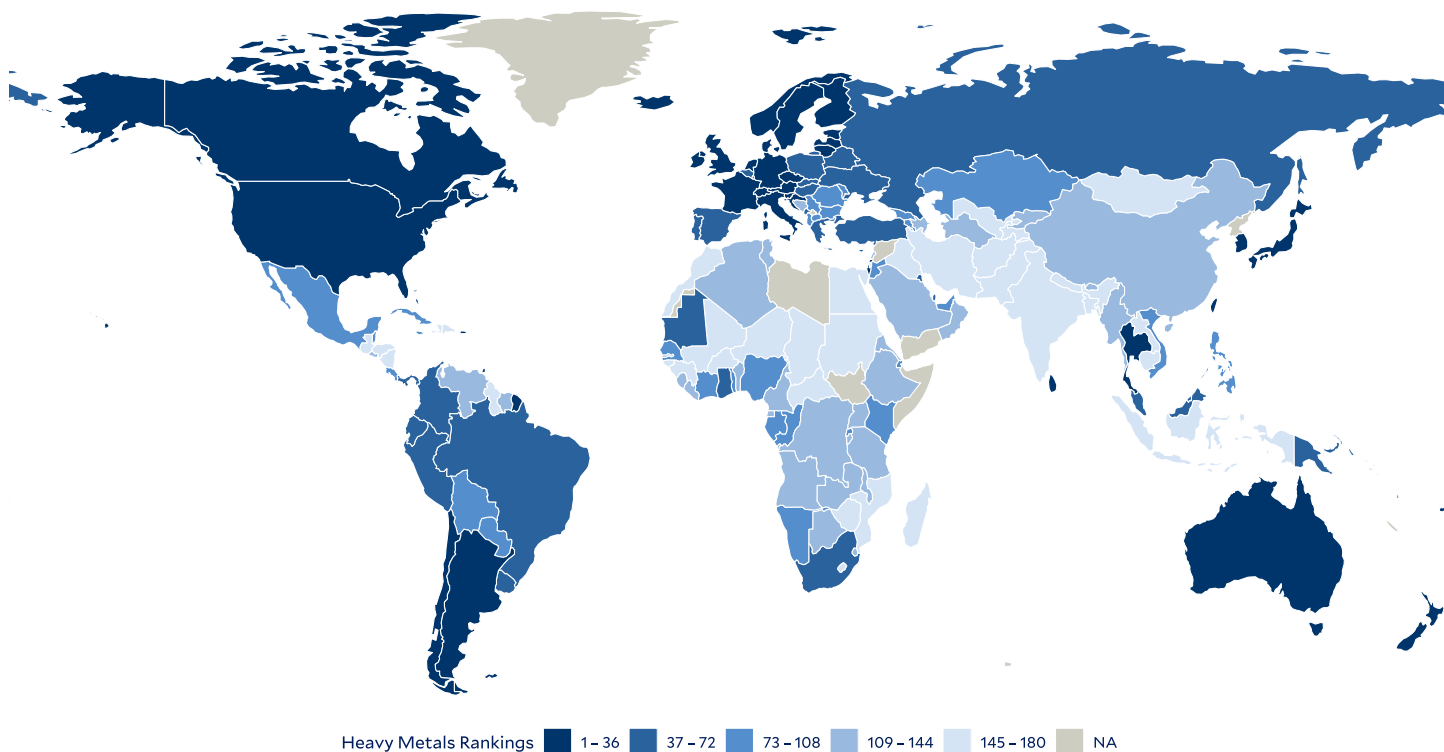 Heavy Metals Rankings 1 – 36 37 – 72 73 – 108 109 – 144 145 – 180 NA